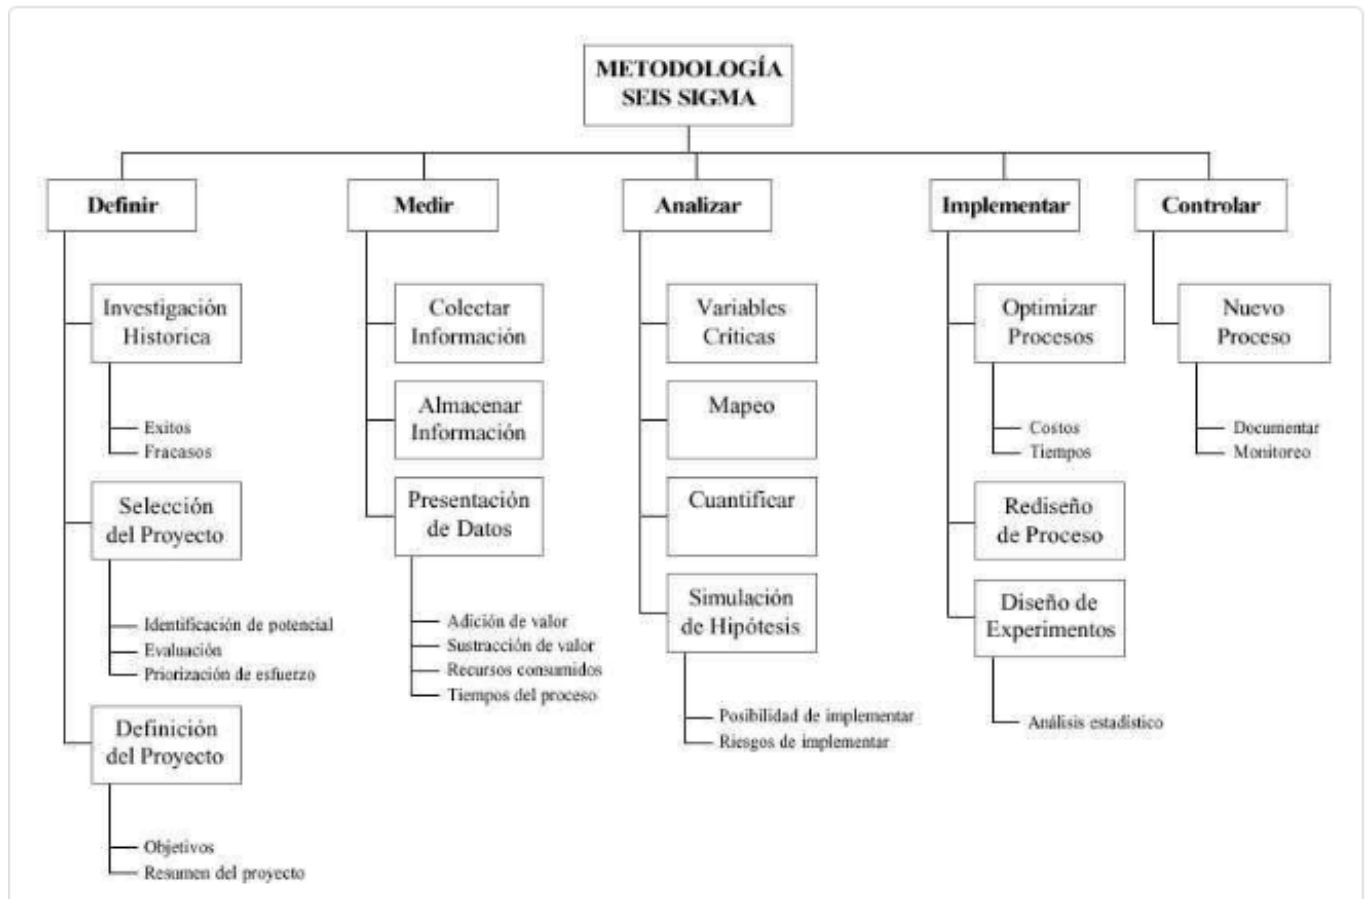 METODOLOGÍA
SEIS SIGMA
Definir
Investigación
Historica
Exitos
Fracasos
Selección
del Proyecto
Identificación de potencial
Evaluación
Priorización de esfuerzo
Definición
del Proyecto
Objetivos
Resumen del proyecto
Medir
Colectar
Información
Almacenar
Información
Presentación
de Datos
Adición de valor
Sustracción de valor
Recursos consumidos
Tiempos del proceso
Analizar
Variables
Críticas
Mapeo
Cuantificar
Simulación
de Hipótesis
Posibilidad de implementar
Riesgos de implementar
Implementar
Optimizar
Procesos
Costos
Tiempos
Rediseño
de Proceso
Diseño de
Experimentos
Análisis estadístico
Controlar
Nuevo
Proceso
Documentar
Monitoreo